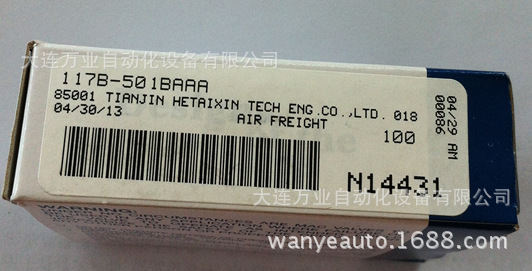 大连万业自动化设备有限公司
117B-501BAAA
85001 TIANJIN HETAIXIN TECH ENG.CO.,LTD. 018
04/30/13
AIR FREIGHT
100
04/29 AM
00086
N14431
大连万业自动化设备有限公司
WARNING
wanyeauto.1688.com